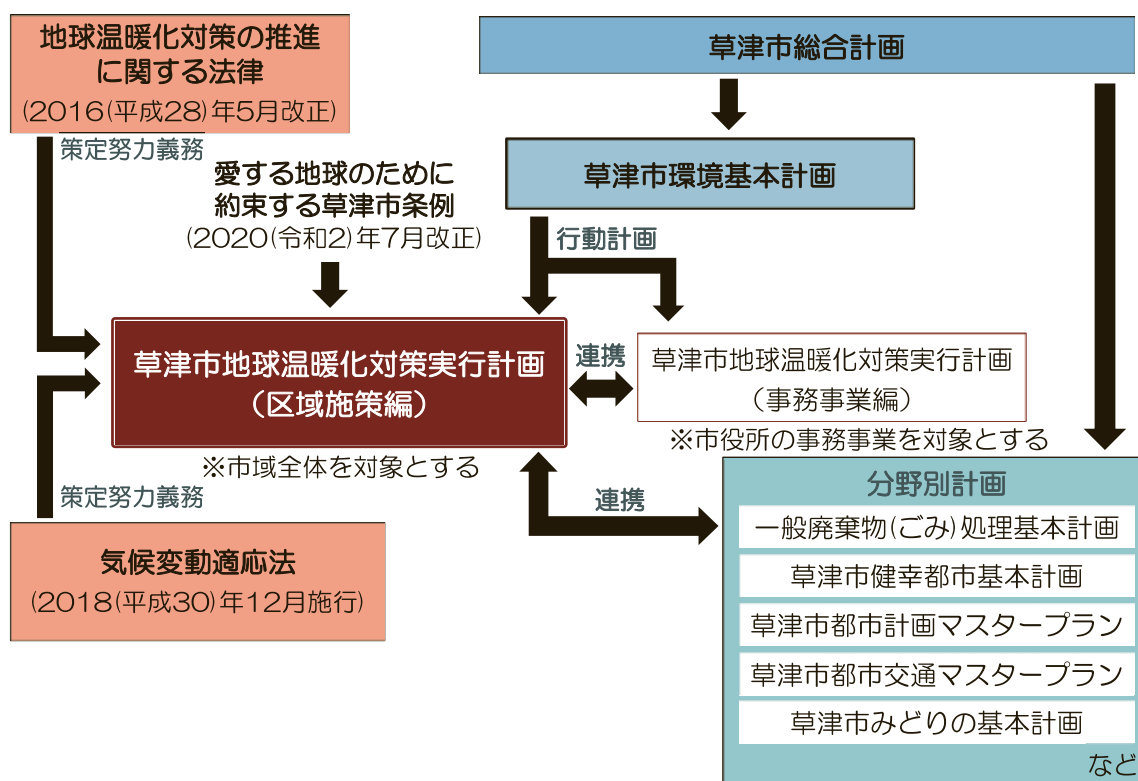 地球温暖化対策の推進
に関する法律
(2016(平成28)年5月改正)
策定努力義務
草津市総合計画
草津市環境基本計画
愛する地球のために
約束する草津市条例
(2020(令和2)年7月改正)
行動計画
草津市地球温暖化対策実行計画
(区域施策編)
※市域全体を対象とする
連携
草津市地球温暖化対策実行計画
(事務事業編)
※市役所の事務事業を対象とする
策定努力義務
気候変動適応法
(2018(平成30)年12月施行)
連携
分野別計画
一般廃棄物(ごみ)処理基本計画
草津市健幸都市基本計画
草津市都市計画マスタープラン
草津市都市交通マスタープラン
草津市みどりの基本計画
など